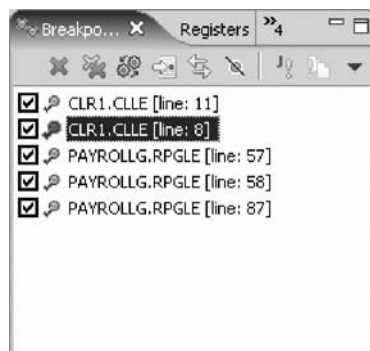 Breakpo... Registers »4
CLR1.CLLE [line: 11]
CLR1.CLLE [line: 8]
PAYROLLG.RPGLE [line: 57]
PAYROLLG.RPGLE [line: 58]
PAYROLLG.RPGLE [line: 87]